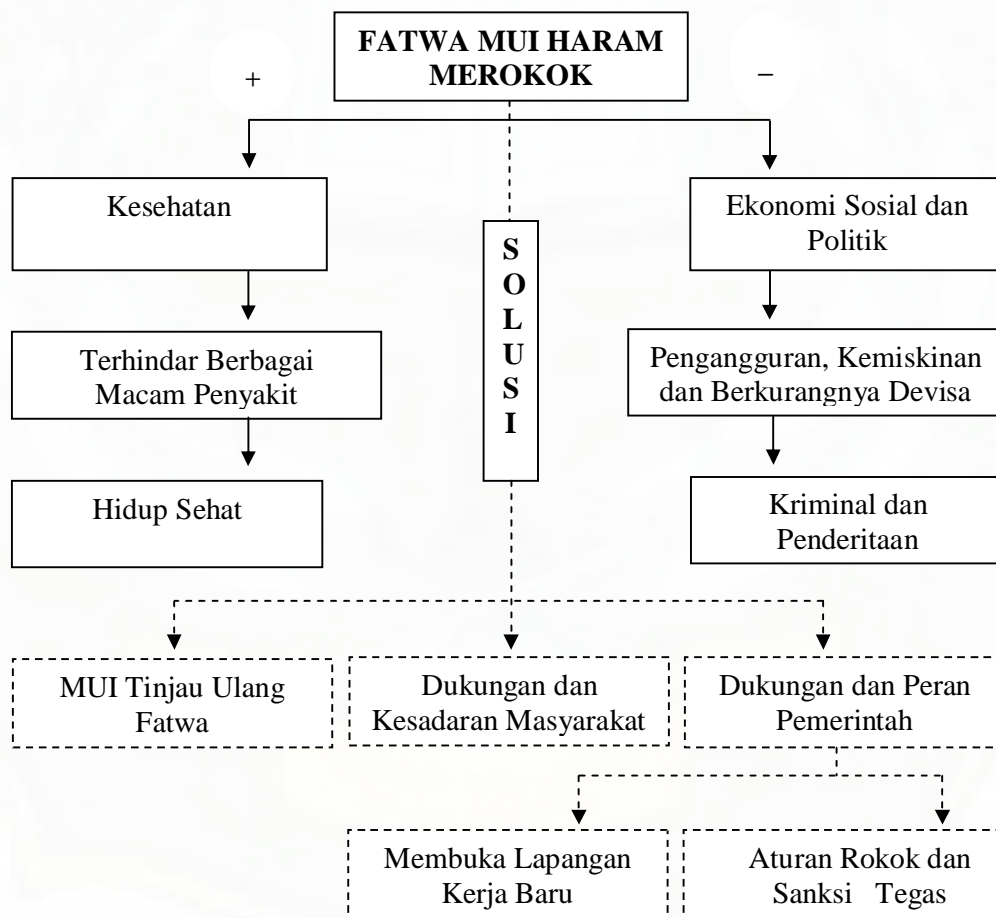 FATWA MUI HARAM
MEROKOK
+
–
Kesehatan
Ekonomi Sosial dan
Politik
S
O
L
U
S
I
Terhindar Berbagai
Macam Penyakit
Pengangguran, Kemiskinan
dan Berkurangnya Devisa
Hidup Sehat
Kriminal dan
Penderitaan
MUI Tinjau Ulang
Fatwa
Dukungan dan
Kesadaran Masyarakat
Dukungan dan Peran
Pemerintah
Membuka Lapangan
Kerja Baru
Aturan Rokok dan
Sanksi Tegas